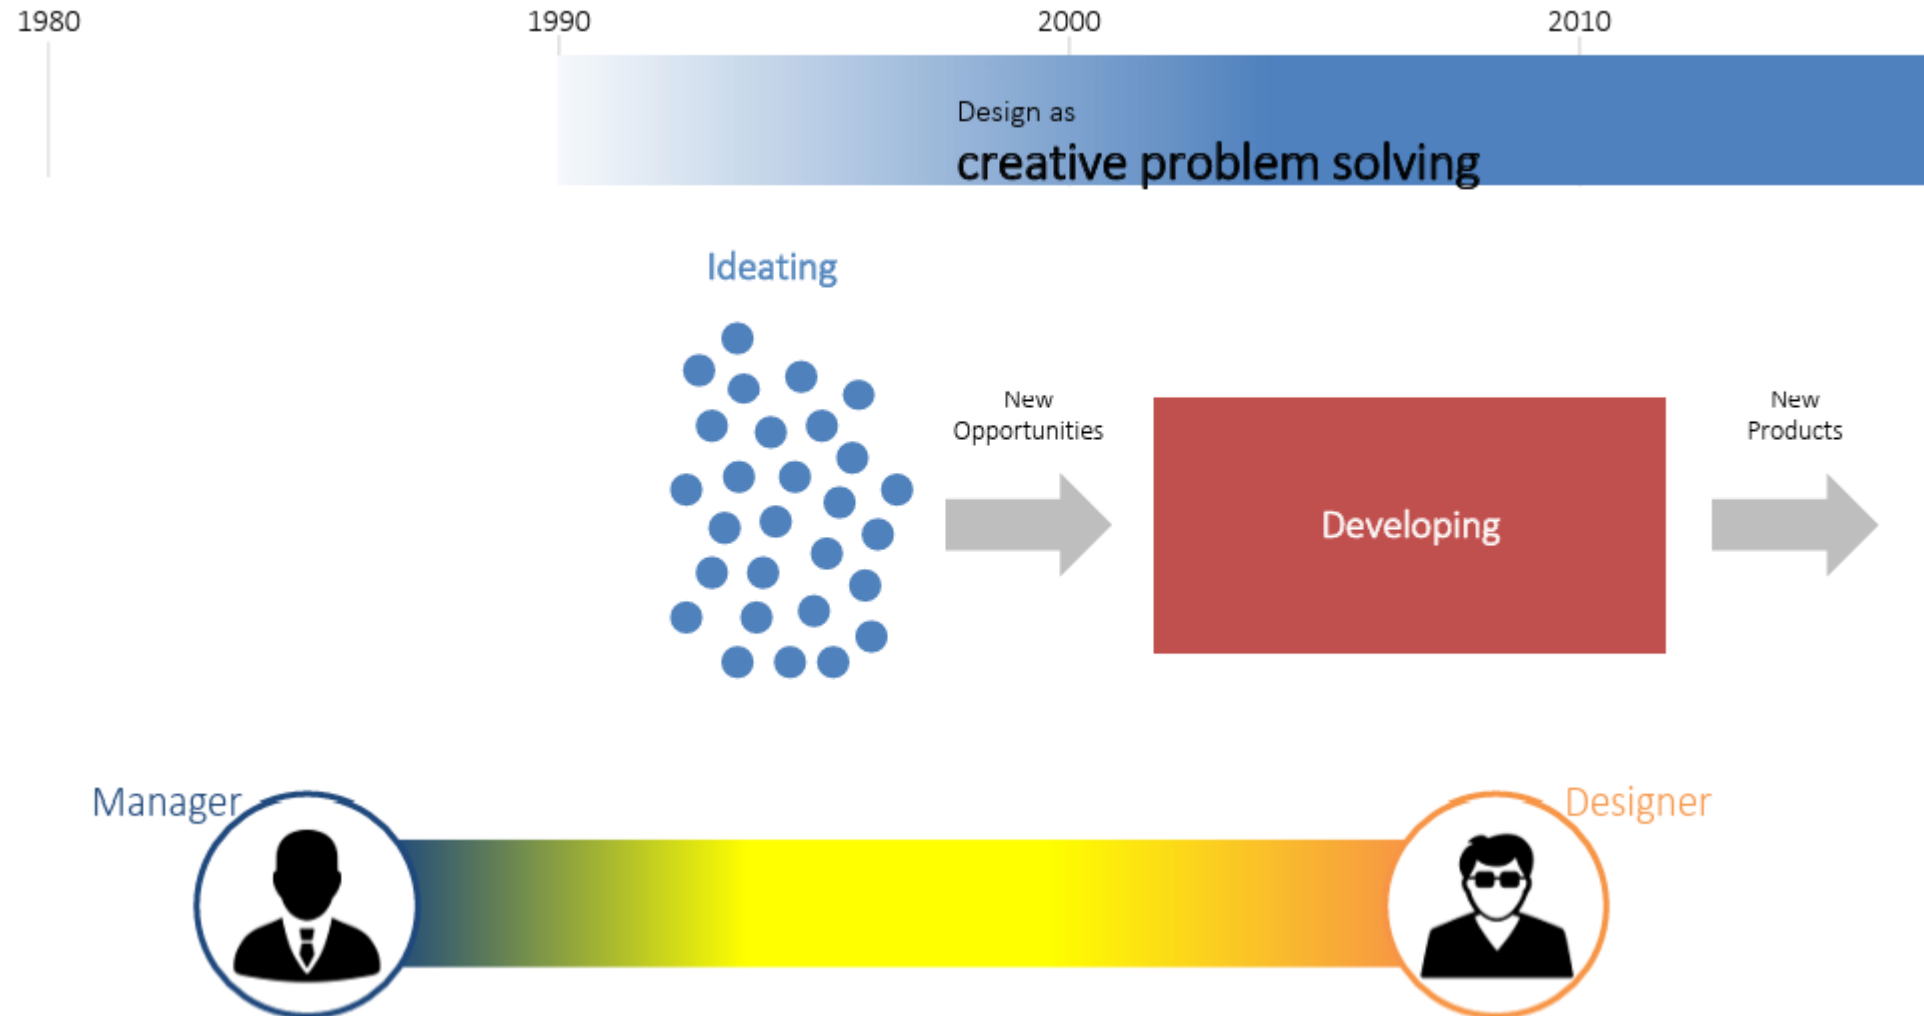 1980
1990
2000
2010
Design as
creative problem solving
Ideating
New
Opportunities
New
Products
Developing
Manager
Designer